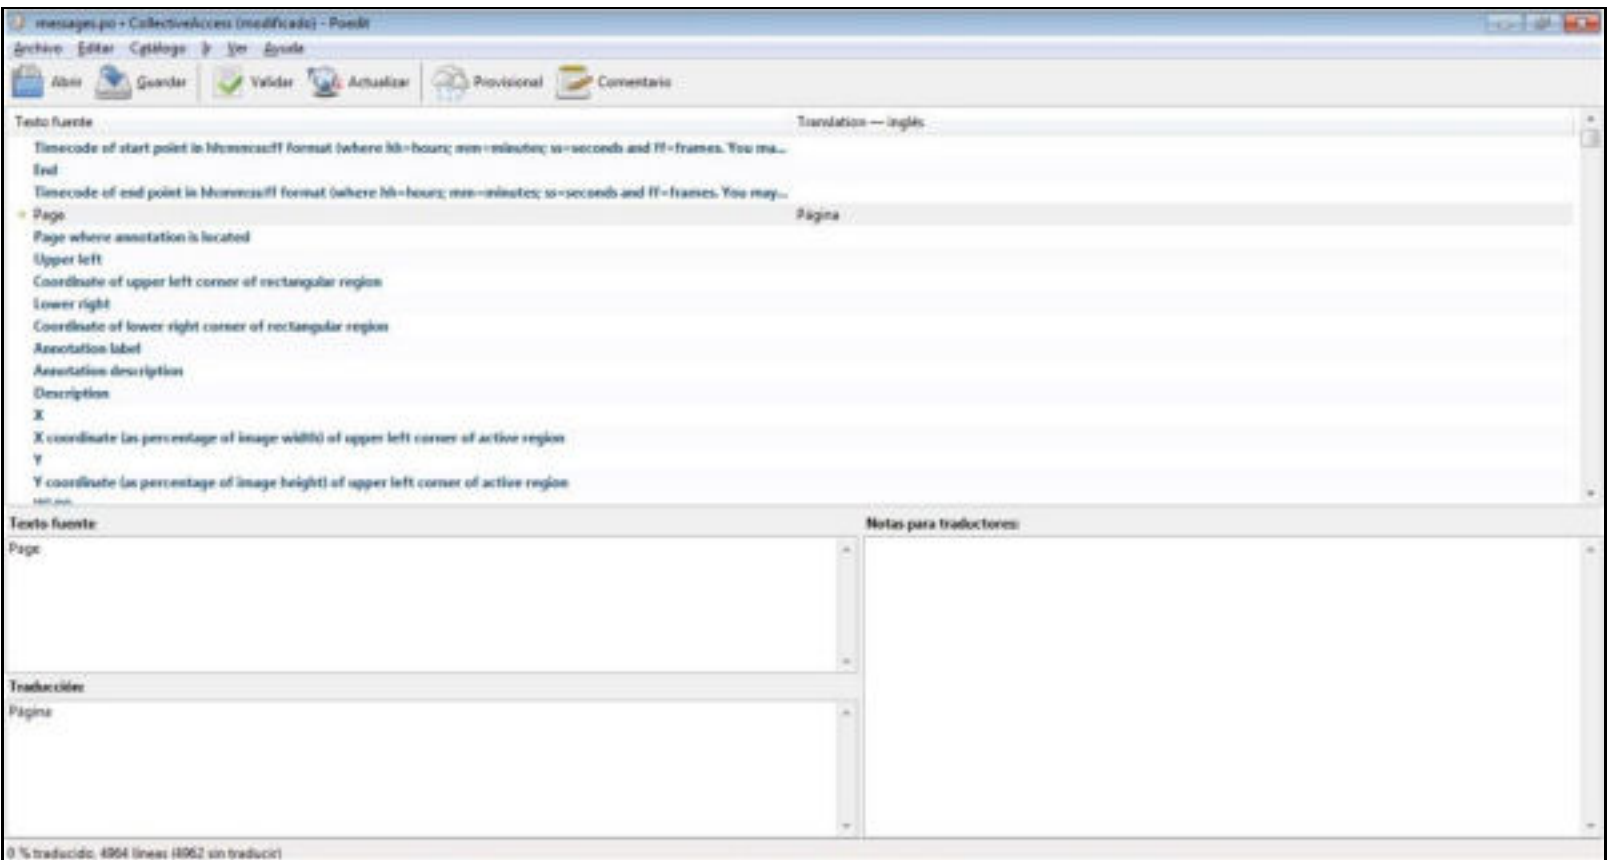 messages.po • CollectiveAccess (modificado) - Poedit
Archivo Editar Catálogo Ir Ver Ayuda
Abrir Guardar Validar Actualizar Provisional Comentario
Texto fuente Translation — inglés
Timecode of start point in hh:mm:ss:ff format (where hh=hours; mm=minutes; ss=seconds and ff=frames. You ma...
End
Timecode of end point in hh:mm:ss:ff format (where hh=hours; mm=minutes; ss=seconds and ff=frames. You may...
Page Página
Page where annotation is located
Upper left
Coordinate of upper left corner of rectangular region
Lower right
Coordinate of lower right corner of rectangular region
Annotation label
Annotation description
Description
X
X coordinate (as percentage of image width) of upper left corner of active region
Y
Y coordinate (as percentage of image height) of upper left corner of active region
Texto fuente Notas para traductores:
Page
Traducción:
Página
0 % traducido, 4964 líneas (4962 sin traducir)